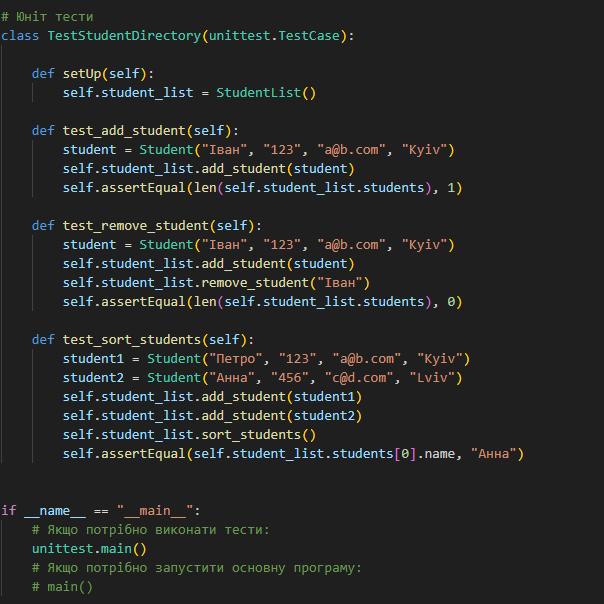 # Юніт тести
class TestStudentDirectory(unittest.TestCase):
def setUp(self):
self.student_list = StudentList()
def test_add_student(self):
student = Student("Іван", "123", "a@b.com", "Kyiv")
self.student_list.add_student(student)
self.assertEqual(len(self.student_list.students), 1)
def test_remove_student(self):
student = Student("Іван", "123", "a@b.com", "Kyiv")
self.student_list.add_student(student)
self.student_list.remove_student("Іван")
self.assertEqual(len(self.student_list.students), 0)
def test_sort_students(self):
student1 = Student("Петро", "123", "a@b.com", "Kyiv")
student2 = Student("Анна", "456", "c@d.com", "Lviv")
self.student_list.add_student(student1)
self.student_list.add_student(student2)
self.student_list.sort_students()
self.assertEqual(self.student_list.students[0].name, "Анна")
if __name__ == "__main__":
# Якщо потрібно виконати тести:
unittest.main()
# Якщо потрібно запустити основну програму:
# main()